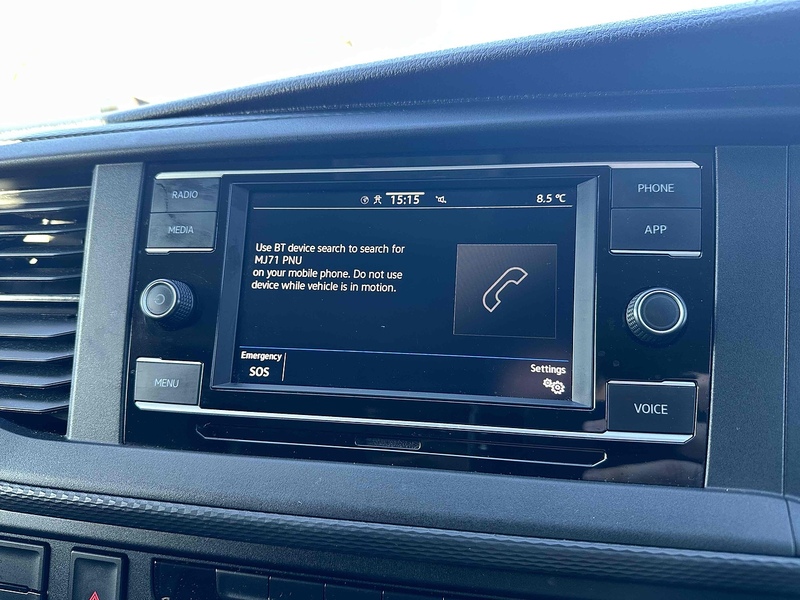 RADIO
MEDIA
MENU
15:15
8.5 °C
Use BT device search to search for
MJ71 PNU
on your mobile phone. Do not use
device while vehicle is in motion.
Emergency
SOS
Settings
PHONE
APP
VOICE